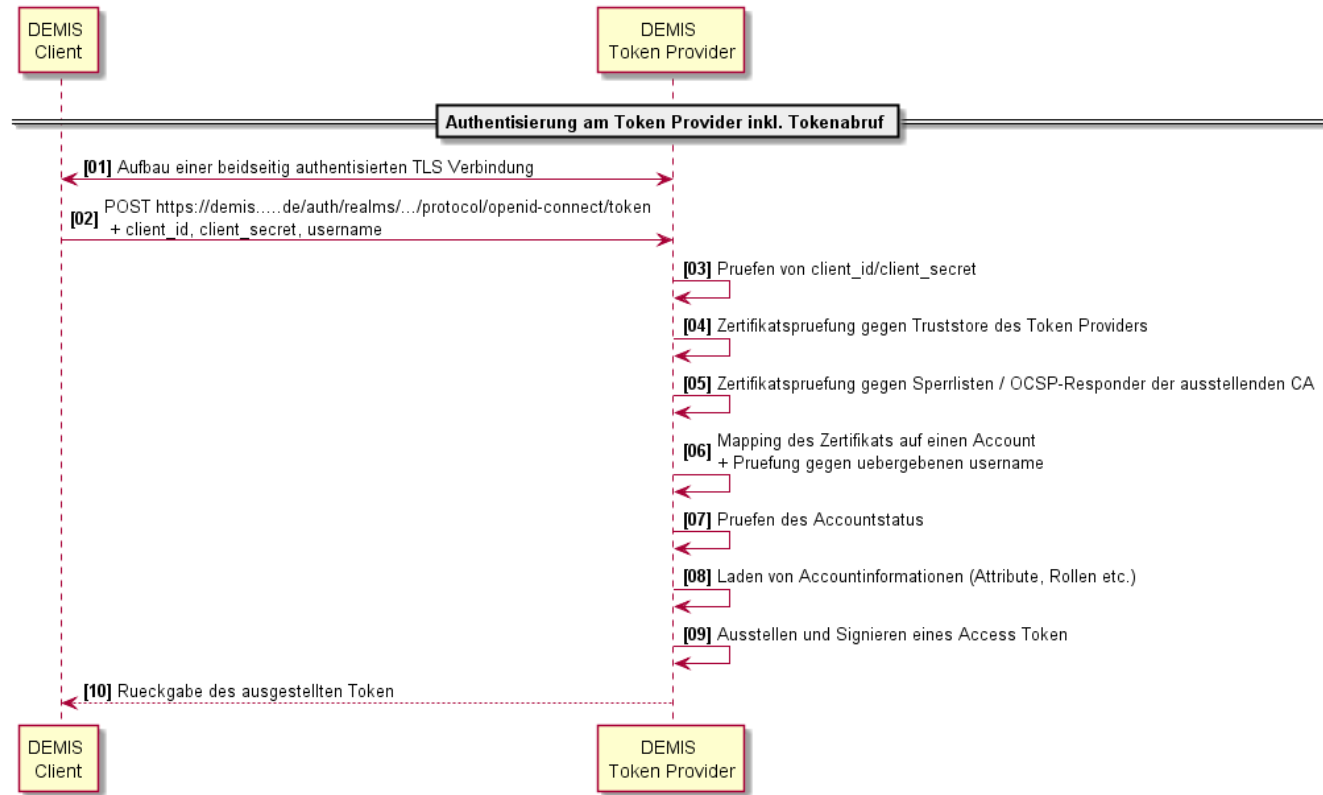 DEMIS
Client
DEMIS
Token Provider
Authentisierung am Token Provider inkl. Tokenabruf
[01] Aufbau einer beidseitig authentisierten TLS Verbindung
[02] POST https://demis.....de/auth/realms/.../protocol/openid-connect/token
+ client_id, client_secret, username
[03] Pruefen von client_id/client_secret
[04] Zertifikatspruefung gegen Truststore des Token Providers
[05] Zertifikatspruefung gegen Sperrlisten / OCSP-Responder der ausstellenden CA
[06] Mapping des Zertifikats auf einen Account
+ Pruefung gegen uebergebenen username
[07] Pruefen des Accountstatus
[08] Laden von Accountinformationen (Attribute, Rollen etc.)
[09] Ausstellen und Signieren eines Access Token
[10] Rueckgabe des ausgestellten Token
DEMIS
Client
DEMIS
Token Provider